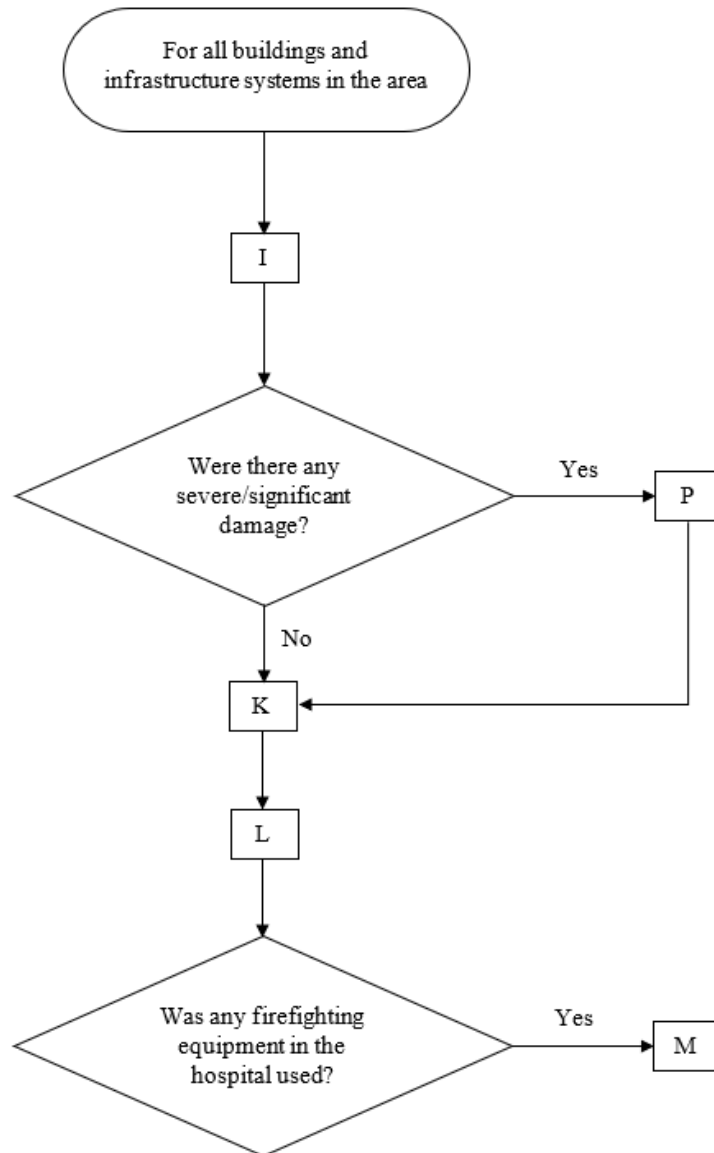 For all buildings and
infrastructure systems in the area
I
Were there any
severe/significant
damage?
Yes
P
No
K
L
Was any firefighting
equipment in the
hospital used?
Yes
M